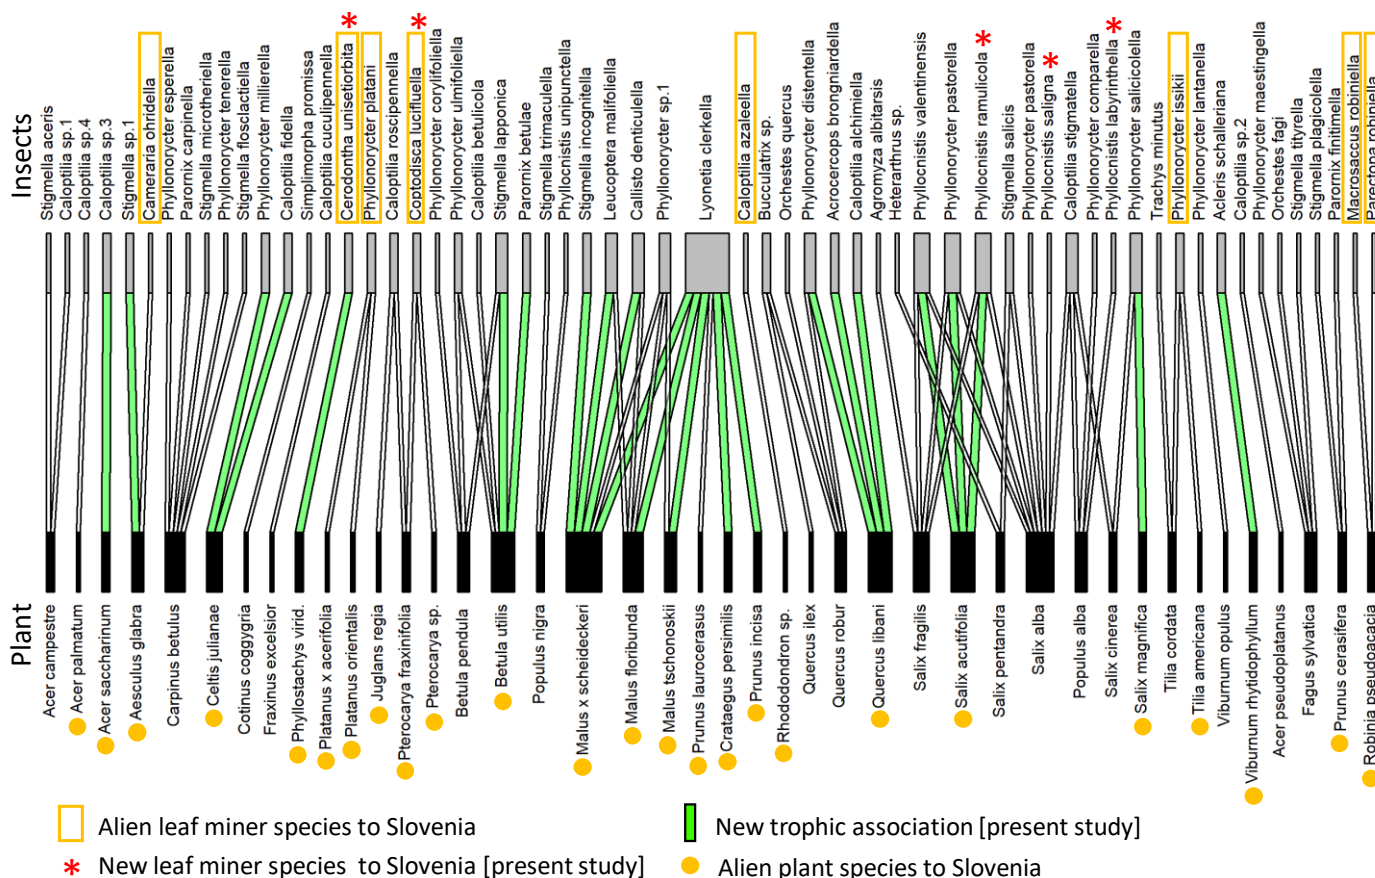 Insects
Stigmella aceris
Caloptilia sp.1
Caloptilia sp.4
Caloptilia sp.3
Stigmella sp.1
Cameraria ohridella
Phyllonorycter esperella
Paromix carpinella
Stigmella microtheriella
Phyllonorycter tenerella
Stigmella floslactiella
Phyllonorycter millierella
Caloptilia fidella
Simplimorpha promissa
Caloptilia cuculipennella
Cerodontha unisetiorbita
Phyllonorycter platani
Caloptilia roscipennella
Coptodisca lucifluella
Phyllonorycter corylifoliella
Phyllonorycter ulmifoliella
Caloptilia betulicola
Stigmella lapponica
Paromix betulae
Stigmella trimaculella
Phyllocnistis unipunctella
Stigmella incognitella
Leucoptera malifoliella
Callisto denticulella
Phyllonorycter sp.1
Lyonetia clerkella
Caloptilia azaleella
Bucculatrix sp.
Orchestes quercus
Phyllonorycter distentella
Acrocercops brongniardella
Caloptilia alchimiella
Agromyza albitarsis
Heterarthrus sp.
Phyllocnistis valentinensis
Phyllonorycter pastorella
Phyllocnistis ramulicola
Stigmella salicis
Phyllonorycter pastorella
Phyllocnistis saligna
Caloptilia stigmatella
Phyllonorycter comparella
Phyllocnistis labyrinthella
Phyllonorycter salicicolella
Trachys minutus
Phyllonorycter issikii
Phyllonorycter lantanella
Acleris schalleriana
Caloptilia sp.2
Phyllonorycter maestingella
Orchestes fagi
Stigmella tityrella
Stigmella plagicolella
Paromix finitimella
Macrosaccus robiniella
Parectopa robiniella
Plant
Acer campestre
Acer palmatum
Acer saccharinum
Aesculus glabra
Carpinus betulus
Celtis julianae
Cotinus coggygria
Fraxinus excelsior
Phyllostachys virid.
Platanus x acerifolia
Platanus orientalis
Juglans regia
Pterocarya fraxinifolia
Pterocarya sp.
Betula pendula
Betula utilis
Populus nigra
Malus x scheideckeri
Malus floribunda
Malus tschonoskii
Prunus laurocerasus
Crataegus persimilis
Prunus incisa
Rhododondron sp.
Quercus ilex
Quercus robur
Quercus libani
Salix fragilis
Salix acutifolia
Salix pentandra
Salix alba
Populus alba
Salix cinerea
Salix magnifica
Tilia cordata
Tilia americana
Viburnum opulus
Viburnum rhytidophyllum
Acer pseudoplatanus
Fagus sylvatica
Prunus cerasifera
Robinia pseudoacacia
Alien leaf miner species to Slovenia
New trophic association [present study]
* New leaf miner species to Slovenia [present study]
Alien plant species to Slovenia